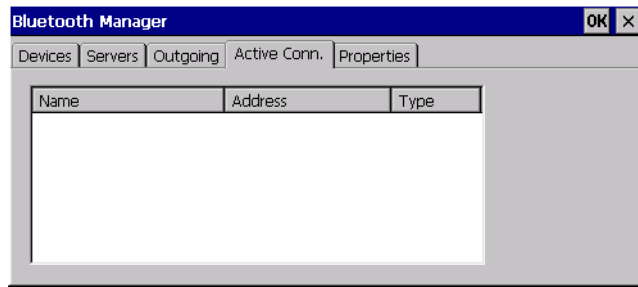 Bluetooth Manager OK ×
Devices Servers Outgoing Active Conn. Properties
Name Address Type